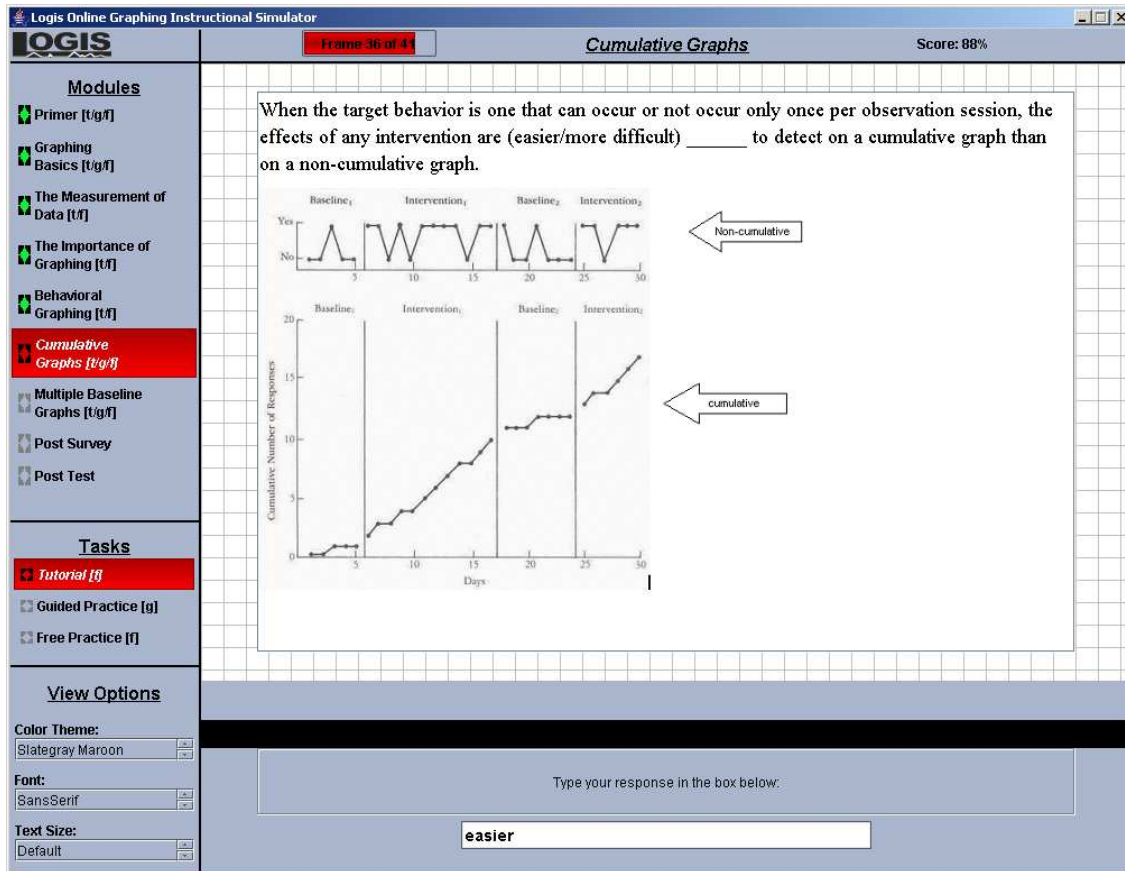 Logis Online Graphing Instructional Simulator
LOGIS
Frame 36 of 41
Cumulative Graphs
Score: 88%
Modules
Primer [t/g/f]
Graphing
Basics [t/g/f]
The Measurement of
Data [t/f]
The Importance of
Graphing [t/f]
Behavioral
Graphing [t/f]
Cumulative
Graphs [t/g/f]
Multiple Baseline
Graphs [t/g/f]
Post Survey
Post Test
Tasks
Tutorial [f]
Guided Practice [g]
Free Practice [f]
View Options
Color Theme:
Slategray Maroon
Font:
SansSerif
Text Size:
Default
When the target behavior is one that can occur or not occur only once per observation session, the
effects of any intervention are (easier/more difficult) ______ to detect on a cumulative graph than
on a non-cumulative graph.
Baseline1 Intervention1 Baseline2 Intervention2
Yes
No
5 10 15 20 25 30
Non-cumulative
Baseline1 Intervention1 Baseline2 Intervention2
Cumulative Number of Responses
20
15
10
5
0
5 10 15 20 25 30
Days
cumulative
Type your response in the box below:
easier